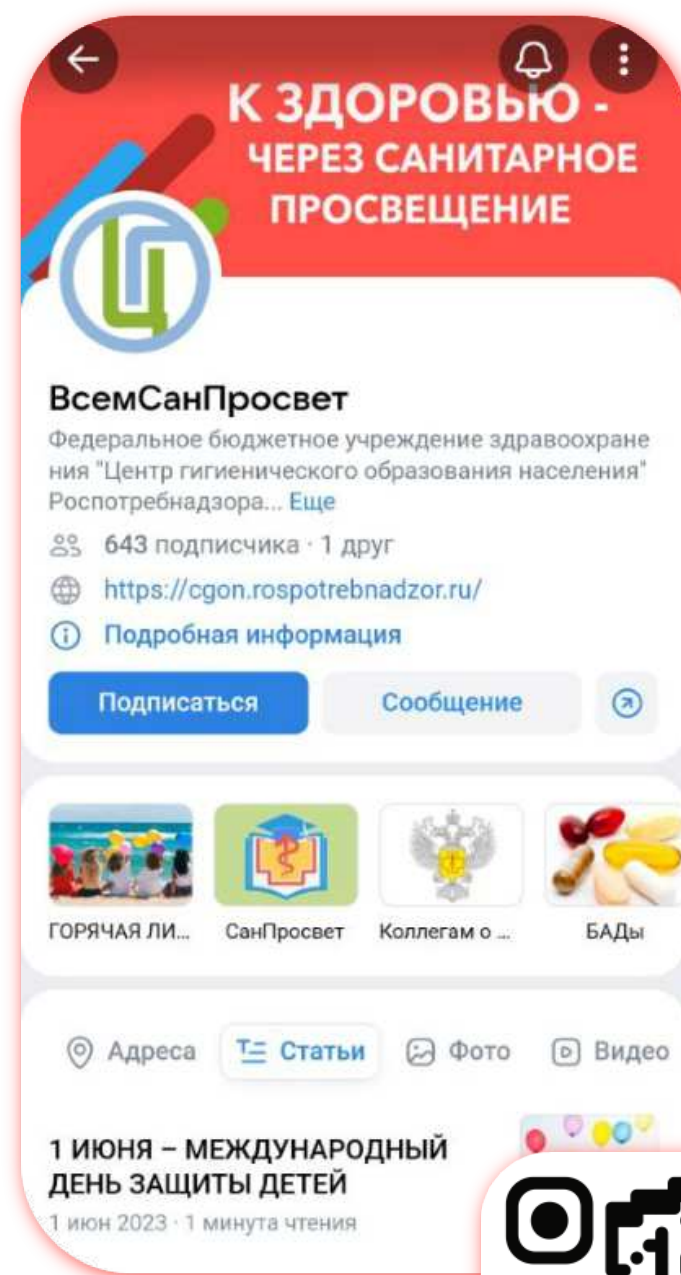 К ЗДОРОВЬЮ -
ЧЕРЕЗ САНИТАРНОЕ
ПРОСВЕЩЕНИЕ
ВсемСанПросвет
Федеральное бюджетное учреждение здравоохране
ния "Центр гигиенического образования населения"
Роспотребнадзора... Еще
643 подписчика · 1 друг
https://cgon.rospotrebnadzor.ru/
Подробная информация
Подписаться
Сообщение
ГОРЯЧАЯ ЛИ...
СанПросвет
Коллегам о ...
БАДы
Адреса
Статьи
Фото
Видео
1 ИЮНЯ – МЕЖДУНАРОДНЫЙ
ДЕНЬ ЗАЩИТЫ ДЕТЕЙ
1 июн 2023 · 1 минута чтения